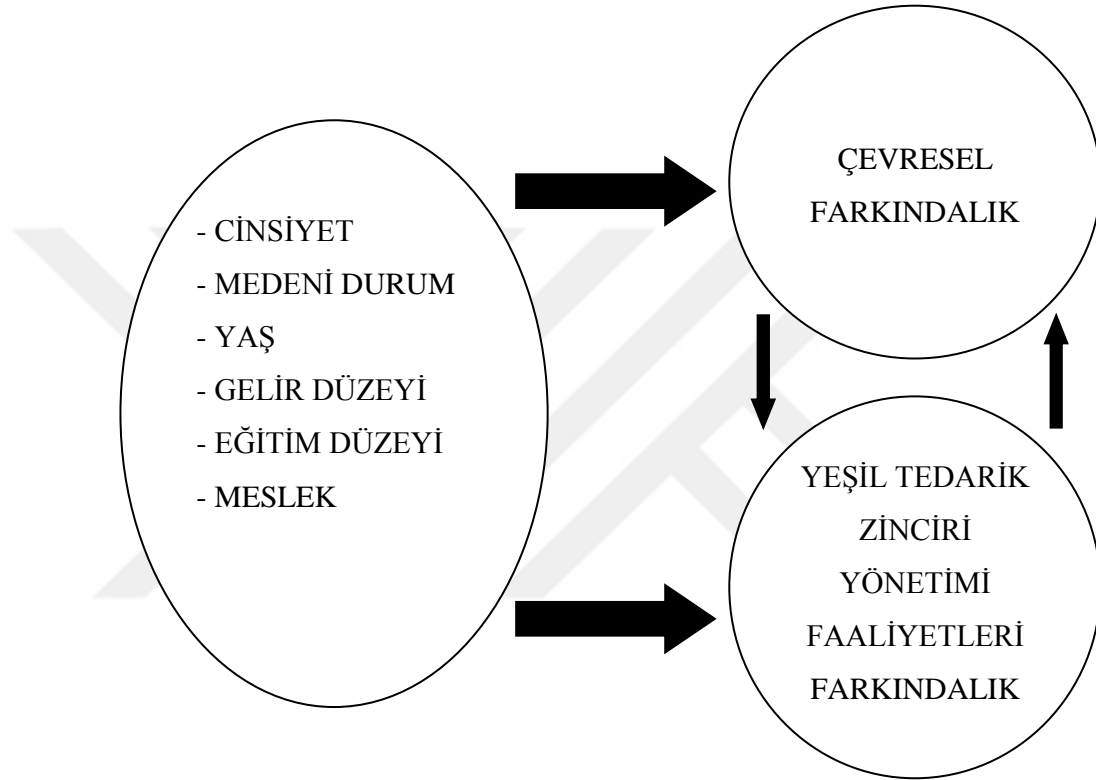 - CİNSİYET
- MEDENİ DURUM
- YAŞ
- GELİR DÜZEYİ
- EĞİTİM DÜZEYİ
- MESLEK
ÇEVRESEL
FARKINDALIK
YEŞİL TEDARİK
ZİNCİRİ
YÖNETİMİ
FAALİYETLERİ
FARKINDALIK